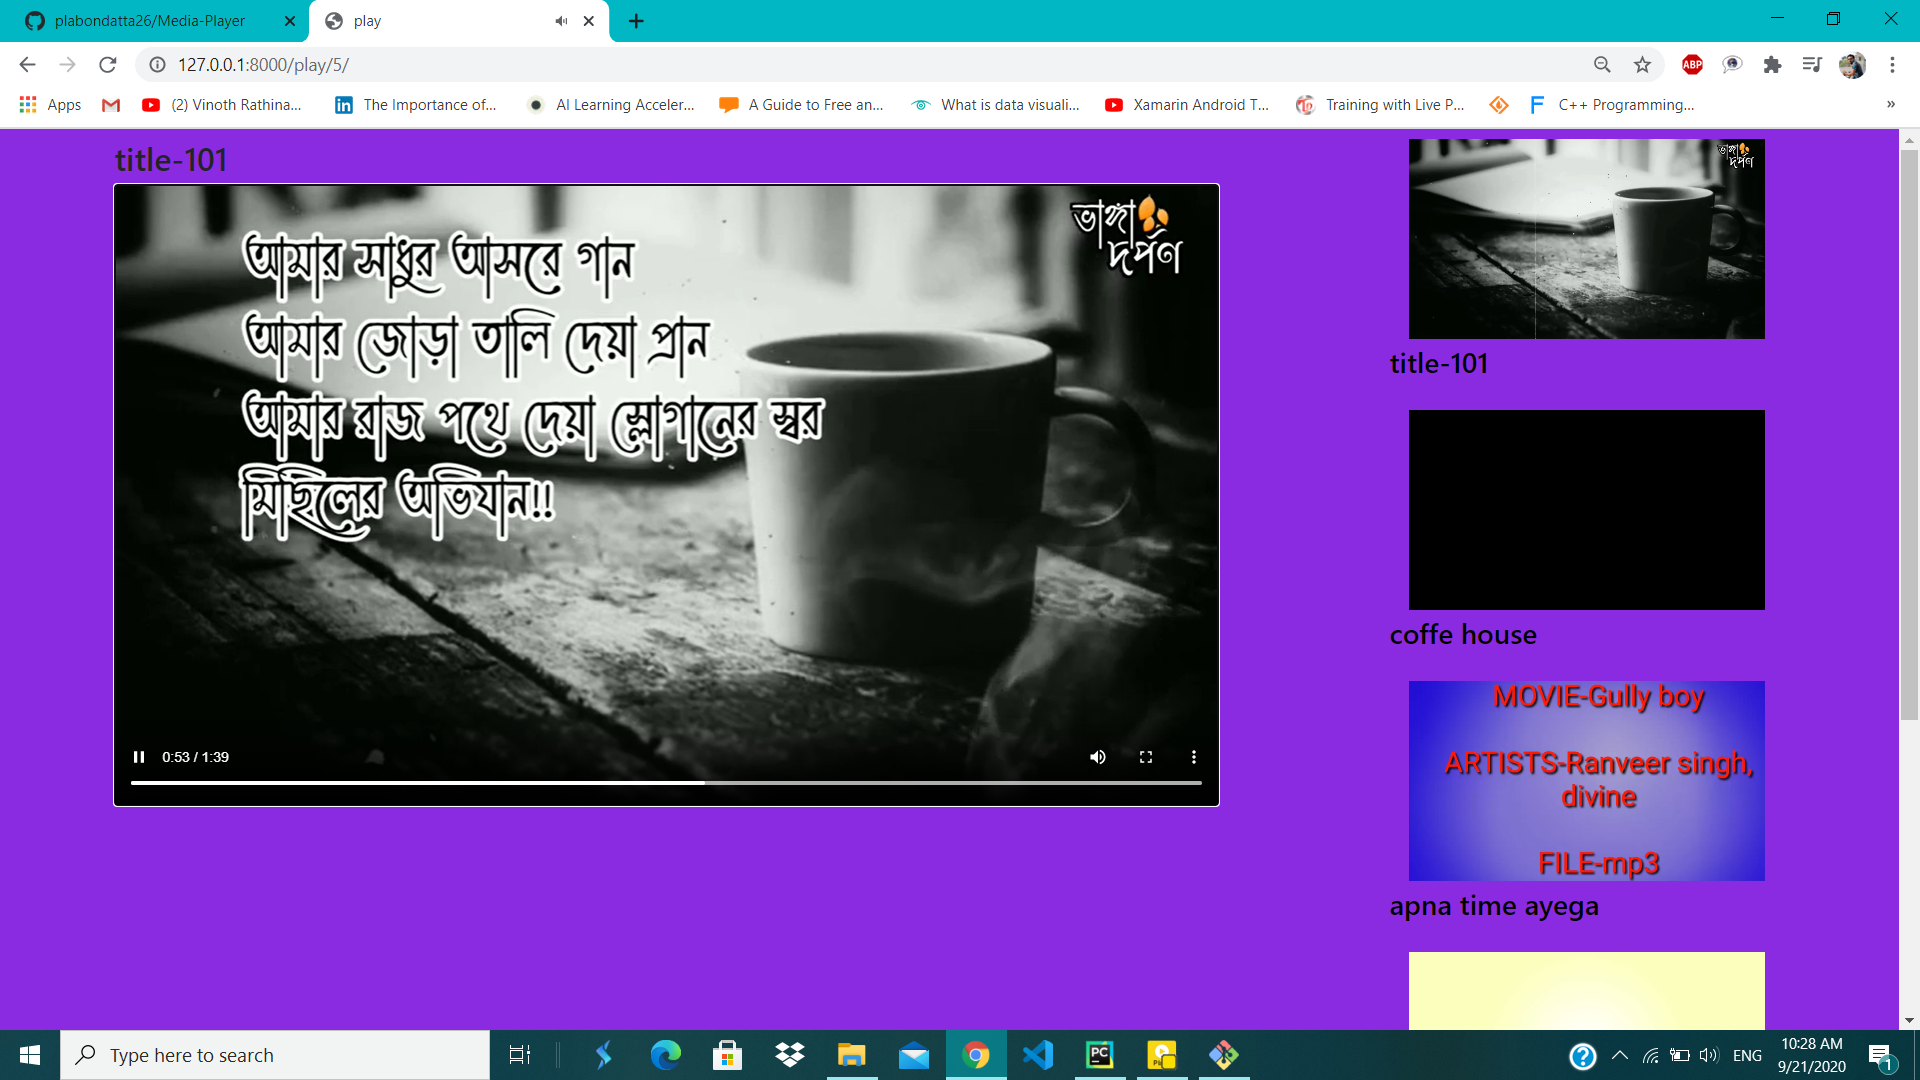 plabondatta26/Media-Player
play
127.0.0.1:8000/play/5/
Apps
(2) Vinoth Rathina...
The Importance of...
AI Learning Acceler...
A Guide to Free an...
What is data visuali...
Xamarin Android T...
Training with Live P...
C++ Programming...
title-101
ভাঙ্গা
দর্পণ
আমার সাধুর আসরে গান
আমার জোড়া তালি দেয়া প্রান
আমার রাজ পথে দেয়া স্লোগানের স্বর
মিছিলের অভিযান!!
0:53 / 1:39
ভাঙ্গা
দর্পণ
title-101
coffe house
MOVIE-Gully boy
ARTISTS-Ranveer singh,
divine
FILE-mp3
apna time ayega
Type here to search
ENG
10:28 AM
9/21/2020
1